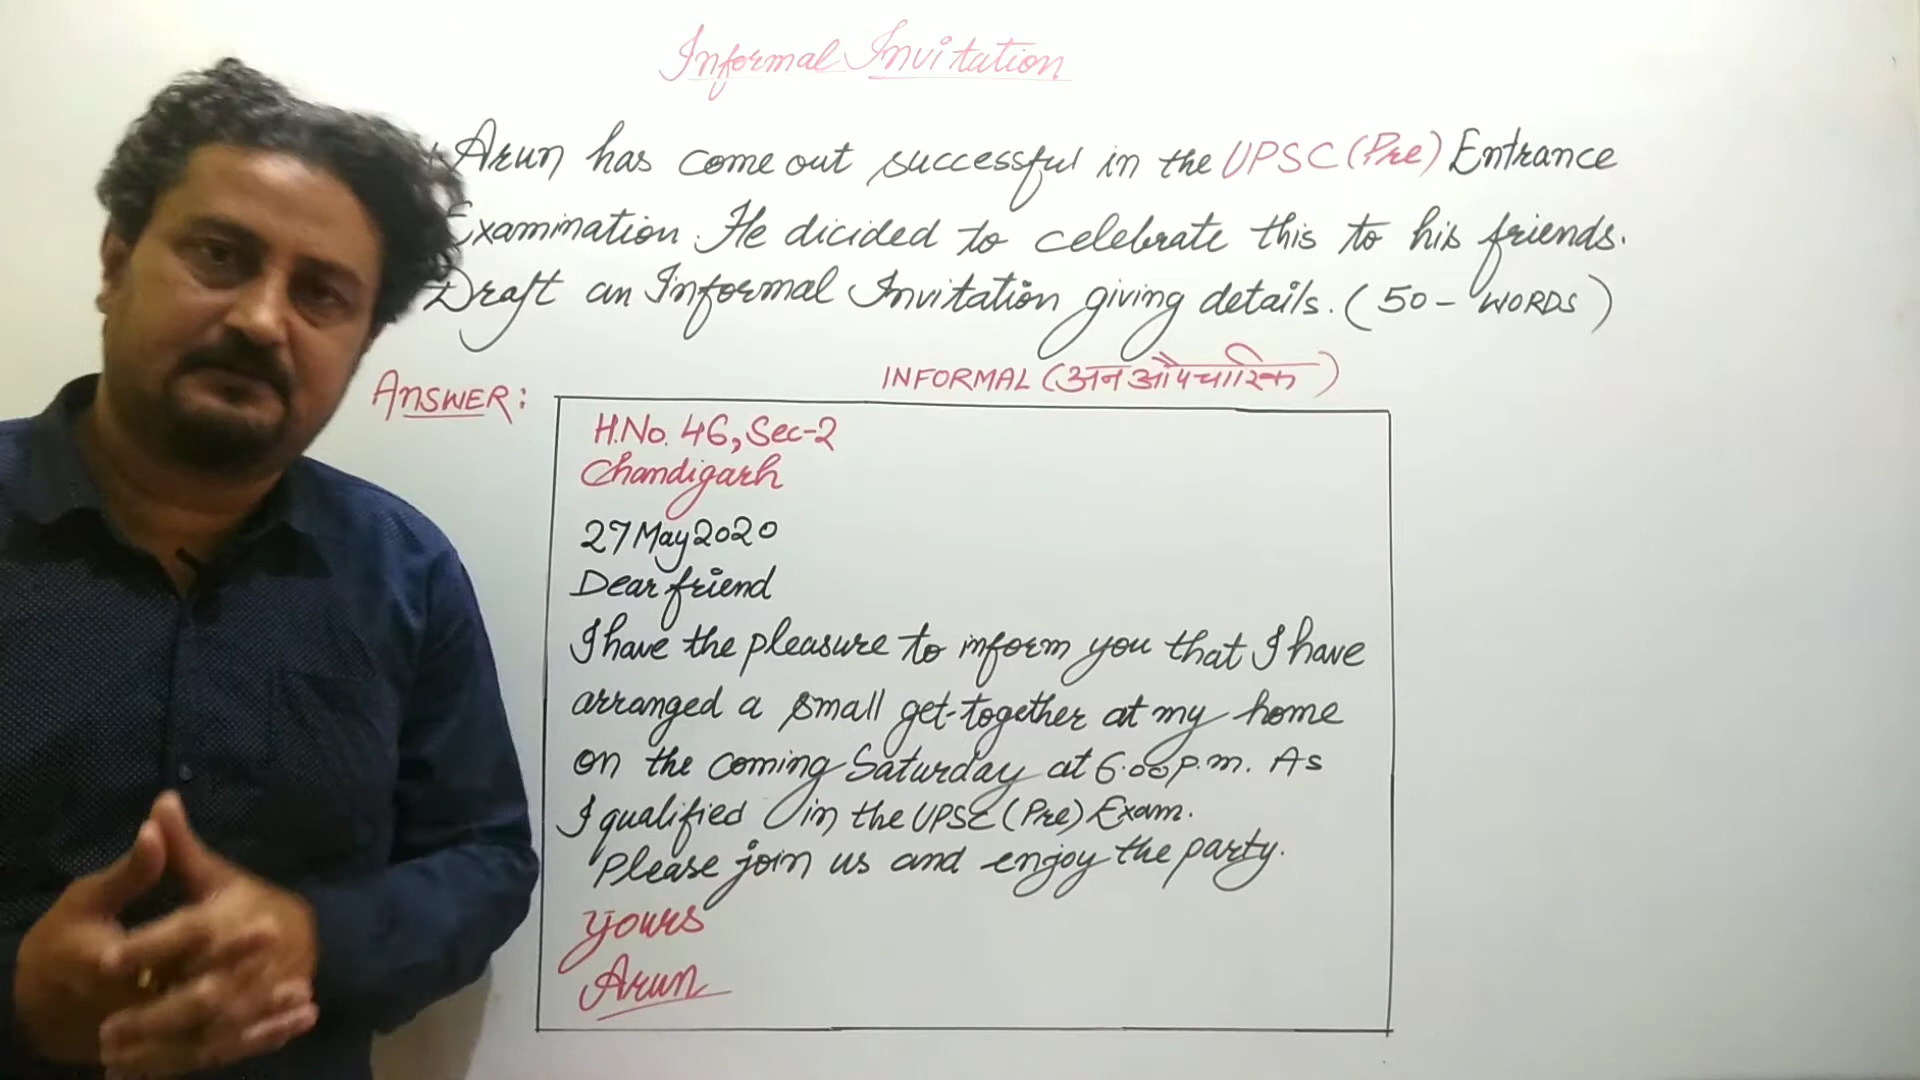 Informal Invitation
Arun has come out successful in the UPSC (Pre) Entrance
Examination. He dicided to celebrate this to his friends.
Draft an Informal Invitation giving details. (50 - WORDS)
INFORMAL (अनऔपचारिक)
ANSWER:
H.No. 46, Sec-2
Chandigarh
27 May 2020
Dear friend
I have the pleasure to inform you that I have
arranged a small get-together at my home
on the coming Saturday at 6.00 p.m. As
I qualified in the UPSC (Pre) Exam.
Please join us and enjoy the party.
Yours
Arun